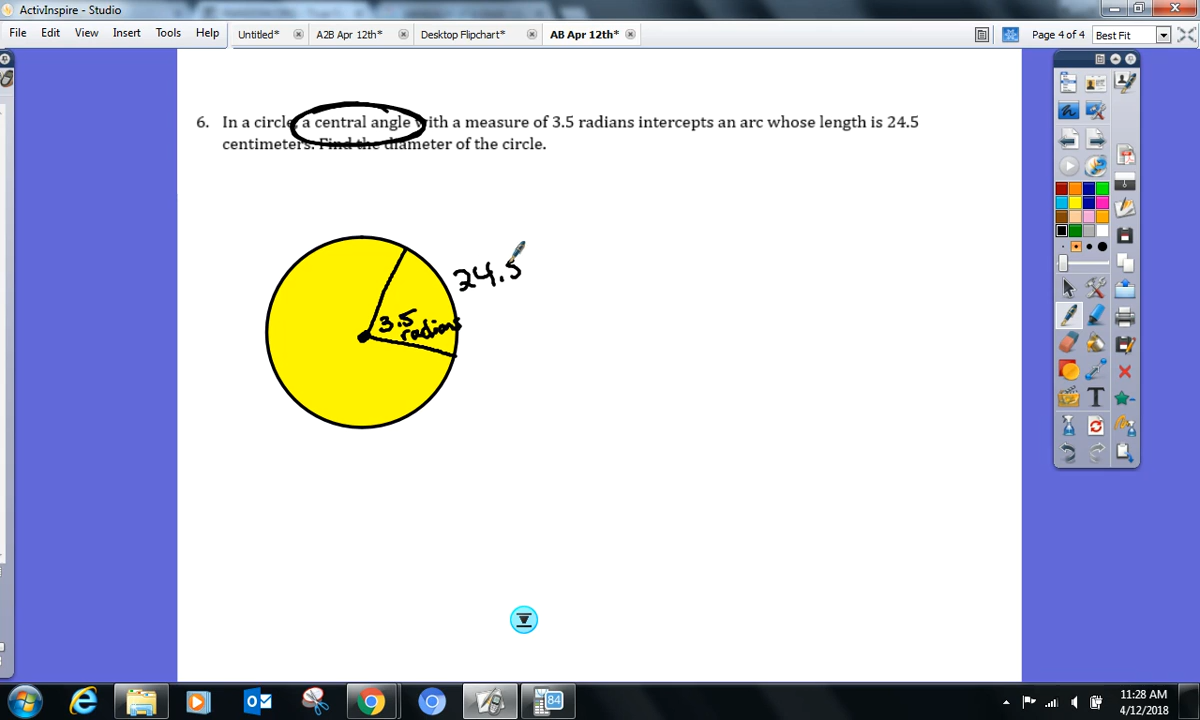 ActivInspire - Studio
File Edit View Insert Tools Help
Untitled* A2B Apr 12th* Desktop Flipchart* AB Apr 12th*
Page 4 of 4 Best Fit
6. In a circle, a central angle with a measure of 3.5 radians intercepts an arc whose length is 24.5
centimeters. Find the diameter of the circle.
24.5
3.5
radians
84
11:28 AM
4/12/2018